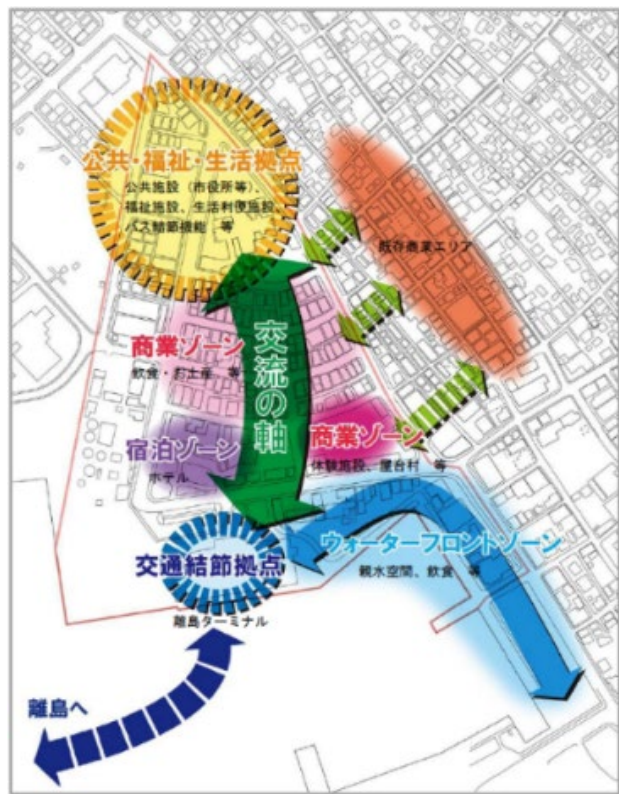 公共・福祉・生活拠点
公共施設（市役所等）、
福祉施設、生活利便施設、
バス結節機能　等
既存商業エリア
商業ゾーン
飲食・お土産　等
交流の軸
宿泊ゾーン
ホテル
商業ゾーン
体験施設、屋台村　等
交通結節拠点
離島ターミナル
ウォーターフロントゾーン
親水空間、飲食　等
離島へ